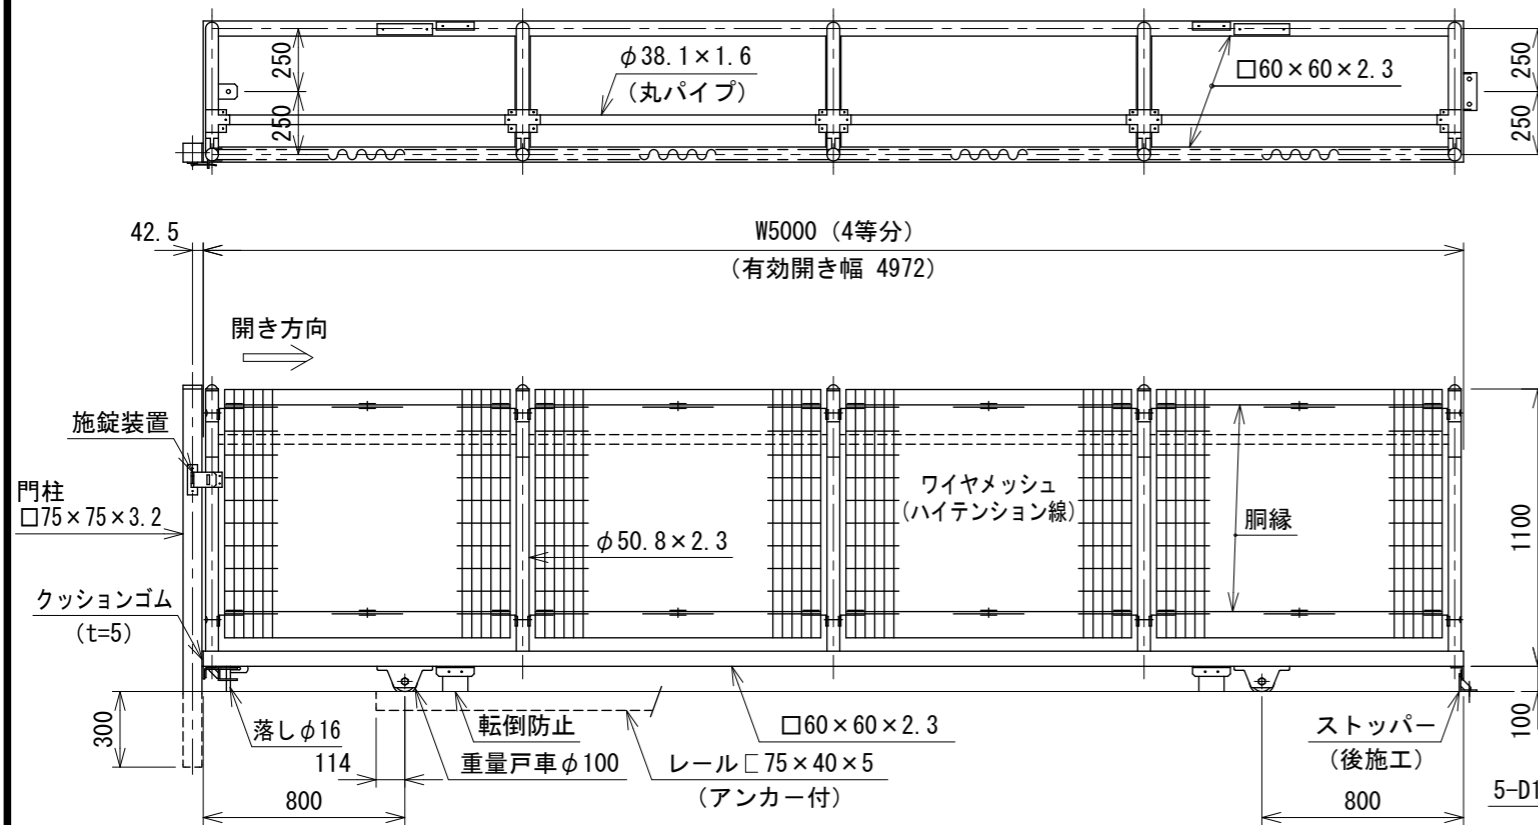 250
250
φ38.1×1.6
(丸パイプ)
□60×60×2.3
250
250
42.5
W5000 (4等分)
(有効開き幅 4972)
開き方向
施錠装置
門柱
□75×75×3.2
ワイヤメッシュ
(ハイテンション線)
胴縁
φ50.8×2.3
1100
クッションゴム
(t=5)
300
落しφ16
転倒防止
□60×60×2.3
ストッパー
(後施工)
100
114
重量戸車φ100
レール⊏75×40×5
(アンカー付)
800
800
5-D1